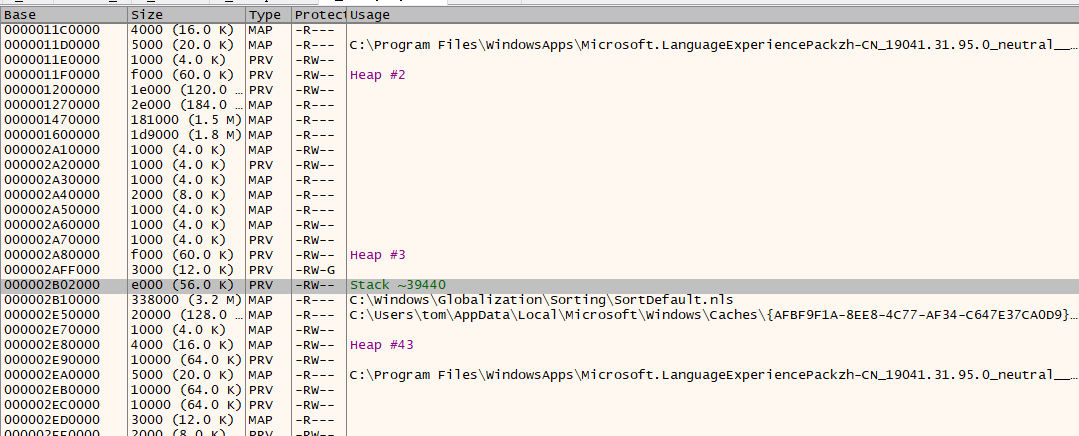 Base Size Type Protect Usage
0000011C0000 4000 (16.0 K) MAP -R---
0000011D0000 5000 (20.0 K) MAP -R--- C:\Program Files\WindowsApps\Microsoft.LanguageExperiencePackzh-CN_19041.31.95.0_neutral__...
0000011E0000 1000 (4.0 K) PRV -RW--
0000011F0000 f000 (60.0 K) PRV -RW-- Heap #2
000001200000 1e000 (120.0 ... PRV -RW--
000001270000 2e000 (184.0 ... MAP -R---
000001470000 181000 (1.5 M) MAP -R---
000001600000 1d9000 (1.8 M) MAP -R---
000002A10000 1000 (4.0 K) MAP -RW--
000002A20000 1000 (4.0 K) PRV -RW--
000002A30000 1000 (4.0 K) MAP -R---
000002A40000 2000 (8.0 K) MAP -R---
000002A50000 1000 (4.0 K) MAP -R---
000002A60000 1000 (4.0 K) MAP -RW--
000002A70000 1000 (4.0 K) PRV -RW--
000002A80000 f000 (60.0 K) PRV -RW-- Heap #3
000002AFF000 3000 (12.0 K) PRV -RW-G
000002B02000 e000 (56.0 K) PRV -RW-- Stack ~39440
000002B10000 338000 (3.2 M) MAP -R--- C:\Windows\Globalization\Sorting\SortDefault.nls
000002E50000 20000 (128.0 ... MAP -R--- C:\Users\tom\AppData\Local\Microsoft\Windows\Caches\{AFBF9F1A-8EE8-4C77-AF34-C647E37CA0D9}...
000002E70000 1000 (4.0 K) MAP -RW--
000002E80000 4000 (16.0 K) MAP -RW-- Heap #43
000002E90000 10000 (64.0 K) PRV -RW--
000002EA0000 5000 (20.0 K) MAP -R--- C:\Program Files\WindowsApps\Microsoft.LanguageExperiencePackzh-CN_19041.31.95.0_neutral__...
000002EB0000 10000 (64.0 K) PRV -RW--
000002EC0000 10000 (64.0 K) PRV -RW--
000002ED0000 3000 (12.0 K) MAP -R---
000002EE0000 2000 (8.0 K) PRV -RW--